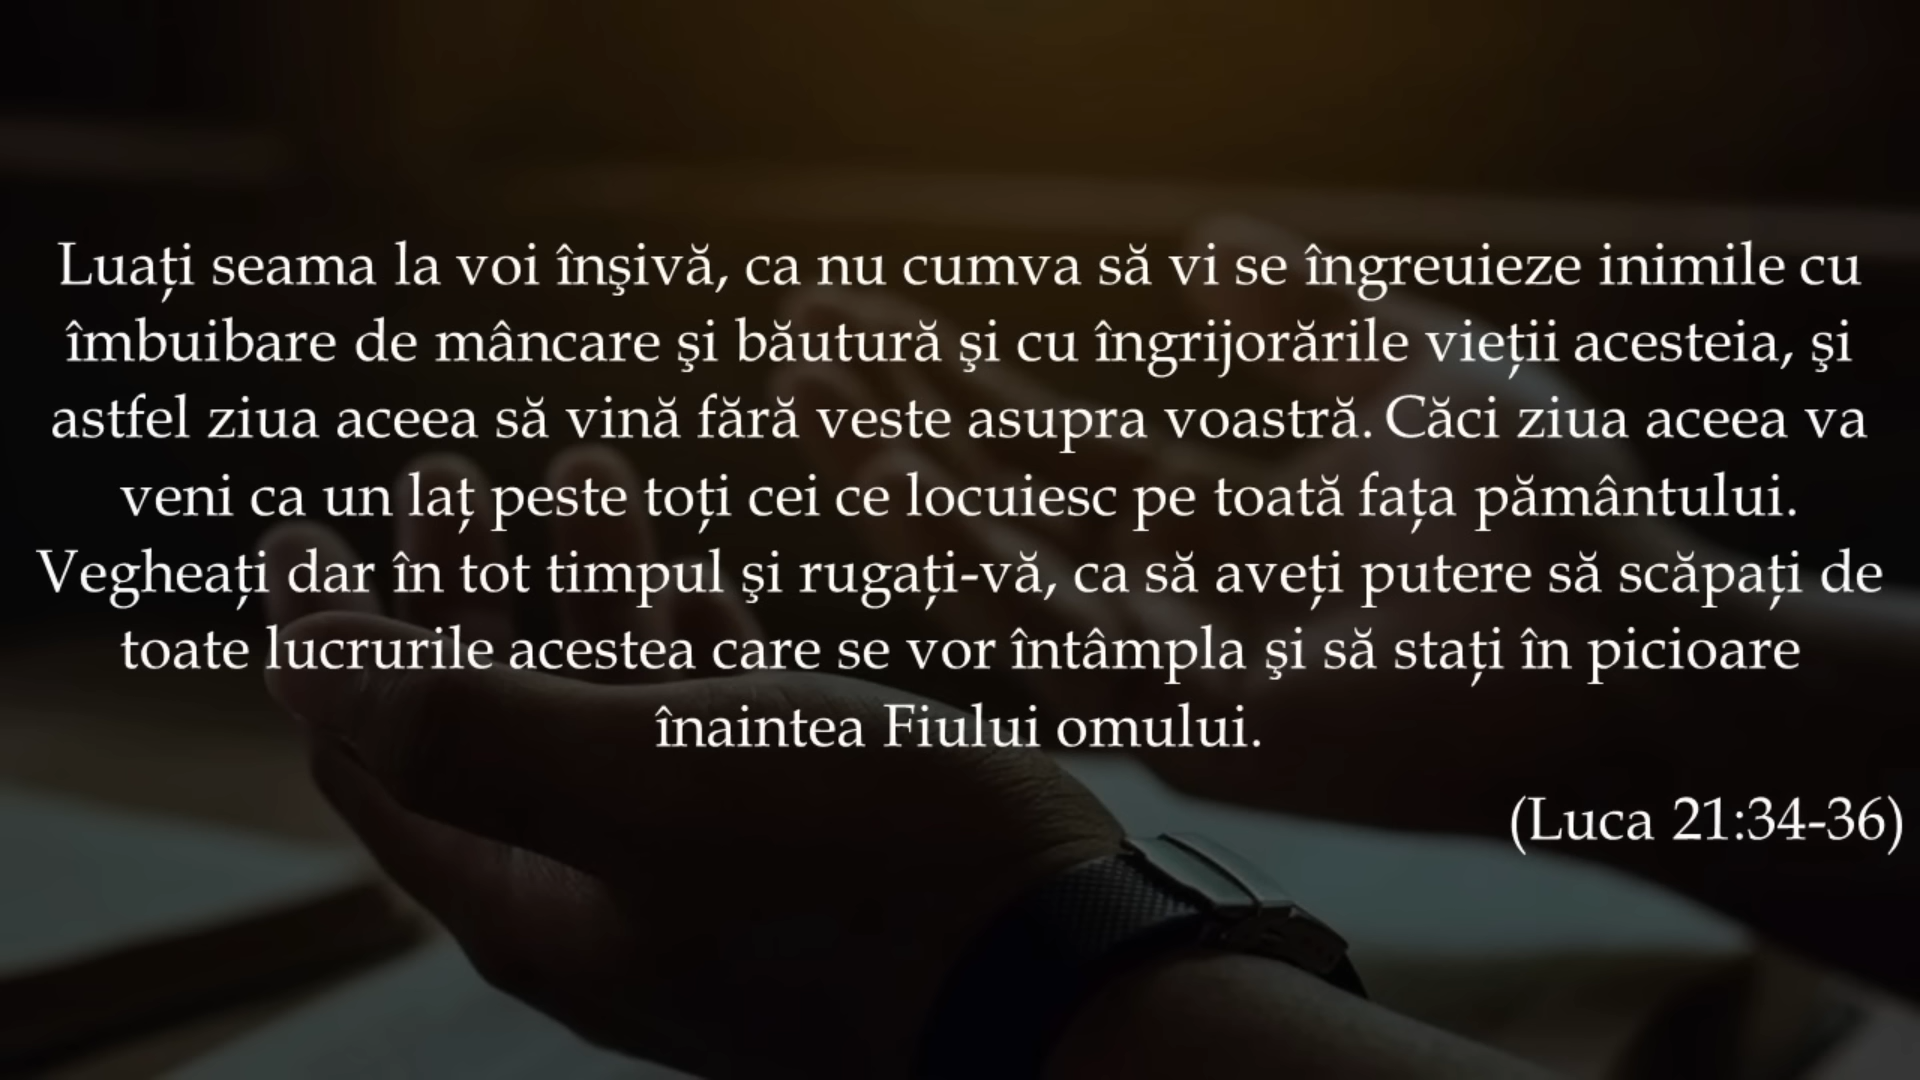 Luați seama la voi înşivă, ca nu cumva să vi se îngreuieze inimile cu
îmbuibare de mâncare şi băutură şi cu îngrijorările vieții acesteia, şi
astfel ziua aceea să vină fără veste asupra voastră. Căci ziua aceea va
veni ca un laț peste toți cei ce locuiesc pe toată fața pământului.
Vegheați dar în tot timpul şi rugați-vă, ca să aveți putere să scăpați de
toate lucrurile acestea care se vor întâmpla şi să stați în picioare
înaintea Fiului omului.
(Luca 21:34-36)